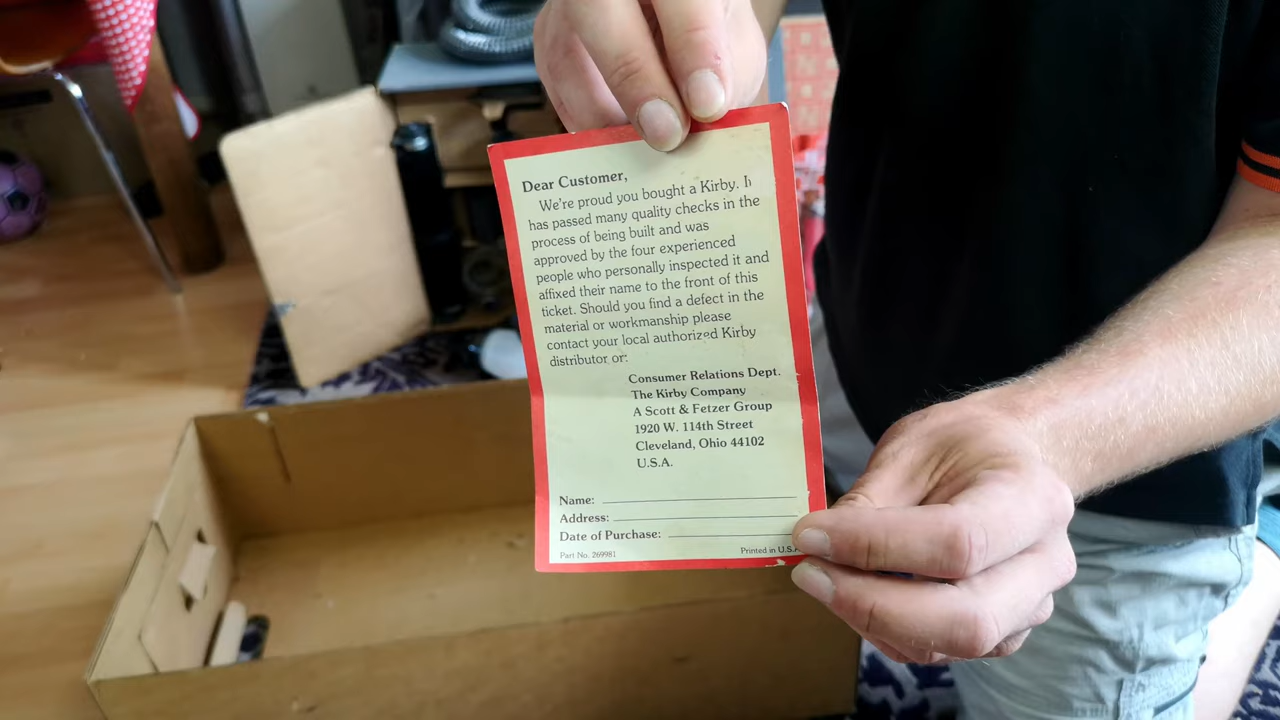 Dear Customer,
We're proud you bought a Kirby. It
has passed many quality checks in the
process of being built and was
approved by the four experienced
people who personally inspected it and
affixed their name to the front of this
ticket. Should you find a defect in the
material or workmanship please
contact your local authorized Kirby
distributor or:
Consumer Relations Dept.
The Kirby Company
A Scott & Fetzer Group
1920 W. 114th Street
Cleveland, Ohio 44102
U.S.A.
Name:
Address:
Date of Purchase:
Part No. 269981
Printed in U.S.A